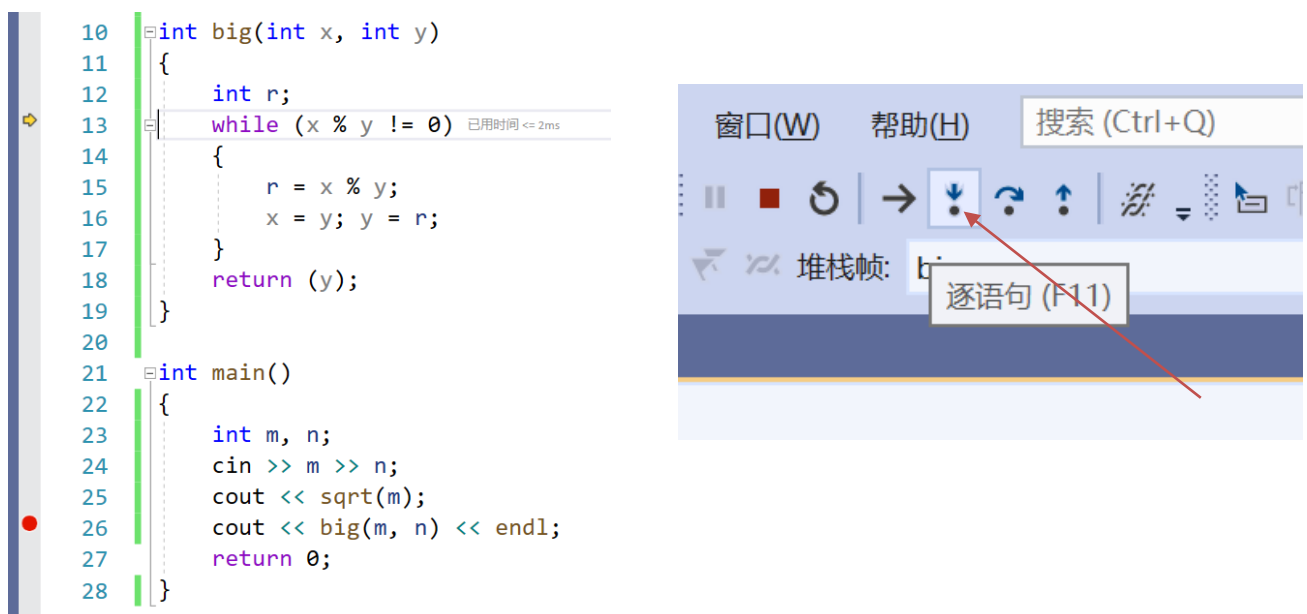 10 int big(int x, int y)
11 {
12 int r;
13 while (x % y != 0) 已用时间 <= 2ms
14 {
15 r = x % y;
16 x = y; y = r;
17 }
18 return (y);
19 }
20
21 int main()
22 {
23 int m, n;
24 cin >> m >> n;
25 cout << sqrt(m);
26 cout << big(m, n) << endl;
27 return 0;
28 }
窗口(W) 帮助(H) 搜索 (Ctrl+Q)
堆栈帧:
逐语句 (F11)